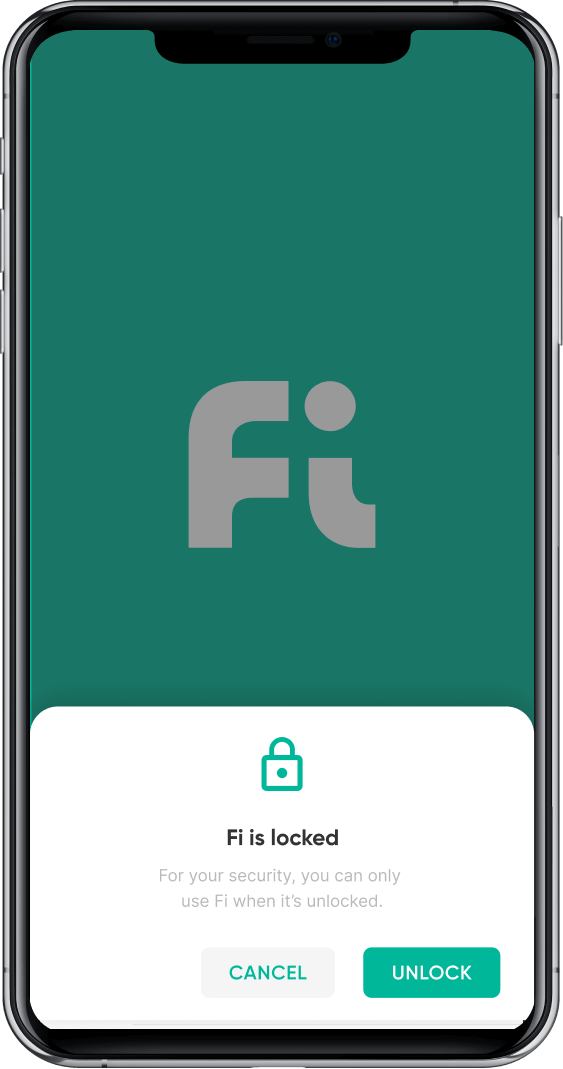 Fi
Fi is locked
For your security, you can only
use Fi when it’s unlocked.
CANCEL
UNLOCK